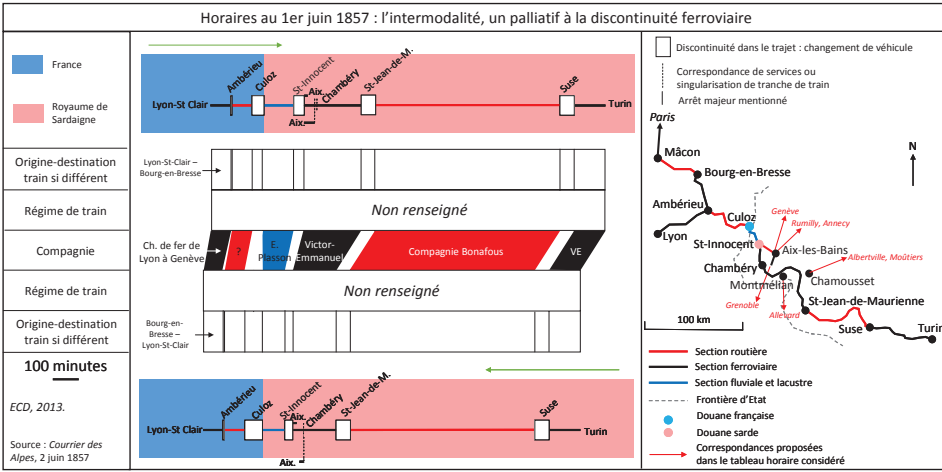 Horaires au 1er juin 1857 : l'intermodalité, un palliatif à la discontinuité ferroviaire
France
Royaume de
Sardaigne
Origine-destination
train si différent
Régime de train
Compagnie
Régime de train
Origine-destination
train si différent
100 minutes
ECD, 2013.
Source : Courrier des
Alpes, 2 juin 1857
Lyon-St Clair
Ambérieu
Culoz
St-Innocent
Aix.
Aix.
Chambéry
St-Jean-de-M.
Suse
Turin
Lyon-St-Clair –
Bourg-en-Bresse
Non renseigné
Ch. de fer de
Lyon à Genève
?
E.
Plasson
Victor-
Emmanuel
Compagnie Bonafous
VE
Non renseigné
Bourg-en-
Bresse –
Lyon-St-Clair
Lyon-St Clair
Ambérieu
Culoz
St-Innocent
Aix.
Aix.
Chambéry
St-Jean-de-M.
Suse
Turin
Discontinuité dans le trajet : changement de véhicule
Correspondance de services ou
singularisation de tranche de train
Arrêt majeur mentionné
Paris
N
Mâcon
Bourg-en-Bresse
Ambérieu
Culoz
Genève
Rumilly, Annecy
Lyon
St-Innocent
Aix-les-Bains
Albertville, Moûtiers
Chambéry
Chamousset
Montmélian
Grenoble
St-Jean-de-Maurienne
Allevard
100 km
Suse
Turin
Section routière
Section ferroviaire
Section fluviale et lacustre
Frontière d'Etat
Douane française
Douane sarde
Correspondances proposées
dans le tableau horaire considéré